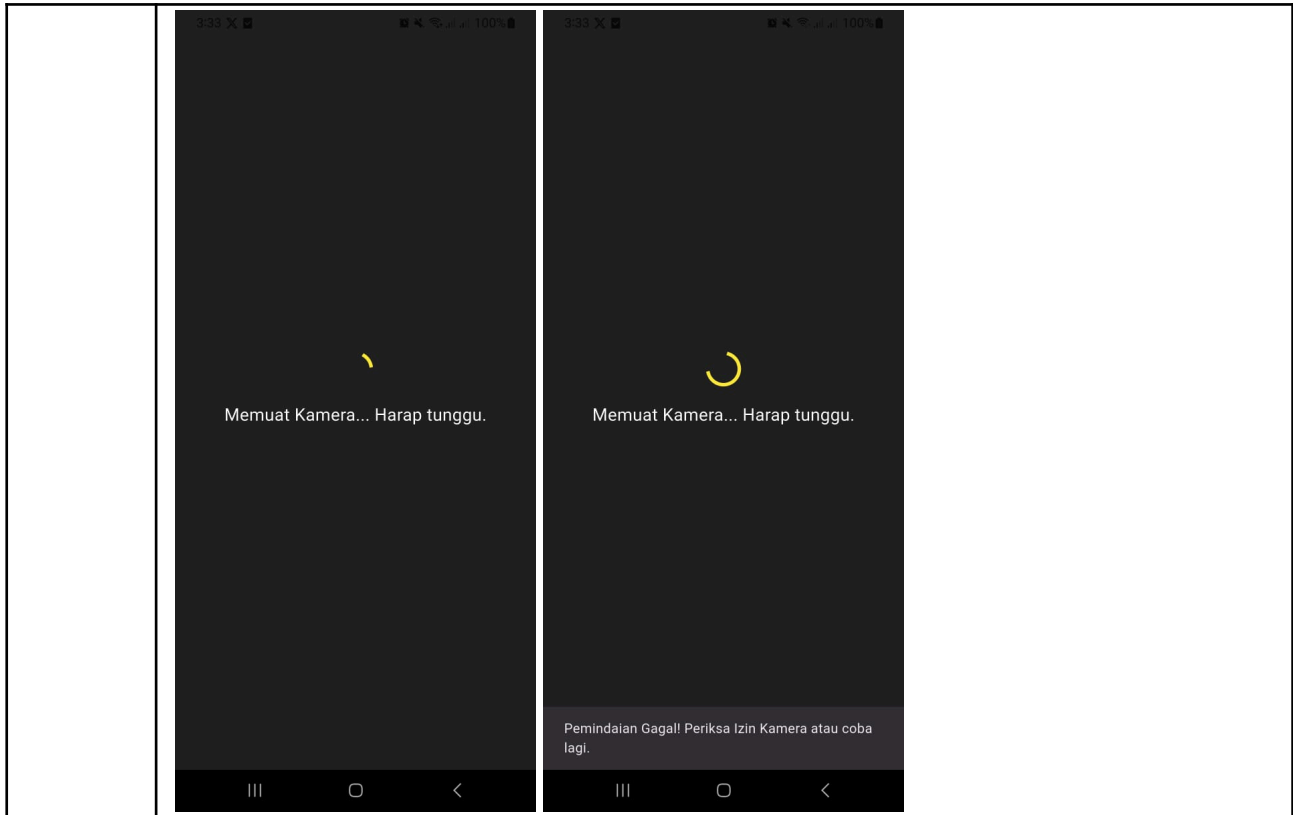 3:33 100%
Memuat Kamera... Harap tunggu.
3:33 100%
Memuat Kamera... Harap tunggu.
Pemindaian Gagal! Periksa Izin Kamera atau coba
lagi.